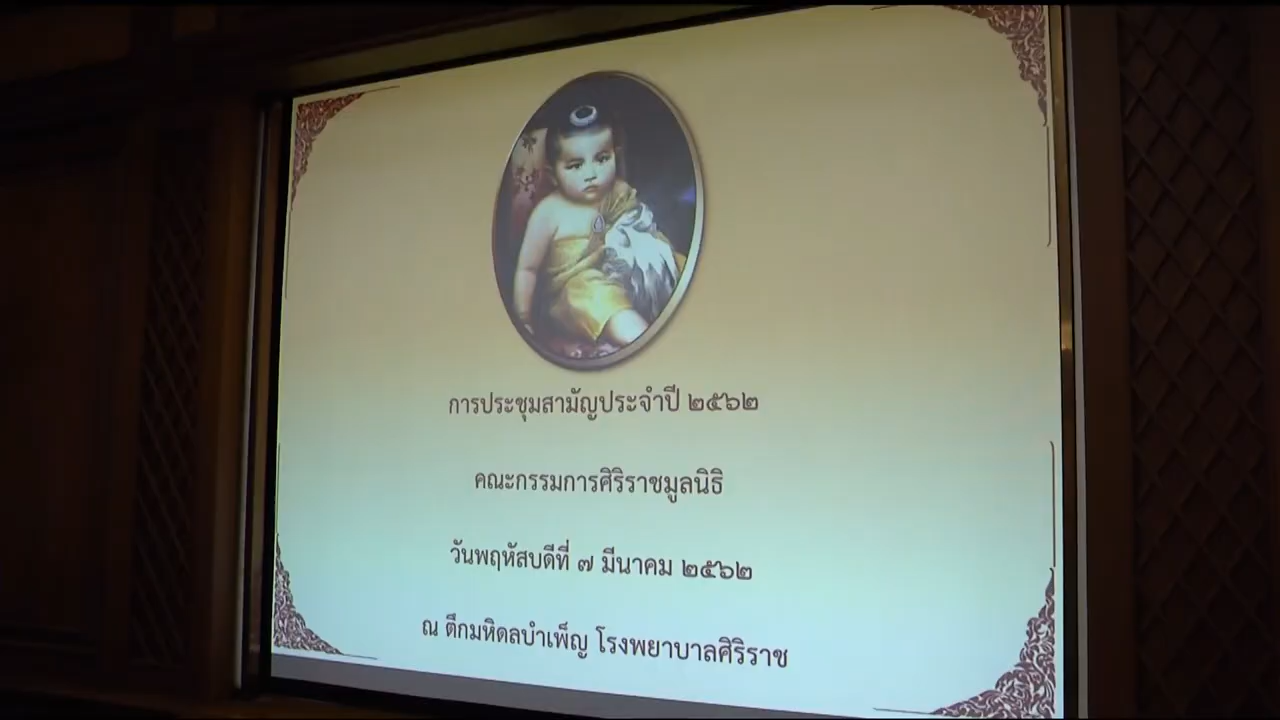 การประชุมสามัญประจำปี ๒๕๖๒
คณะกรรมการศิริราชมูลนิธิ
วันพฤหัสบดีที่ ๗ มีนาคม ๒๕๖๒
ณ ตึกมหิดลบำเพ็ญ โรงพยาบาลศิริราช